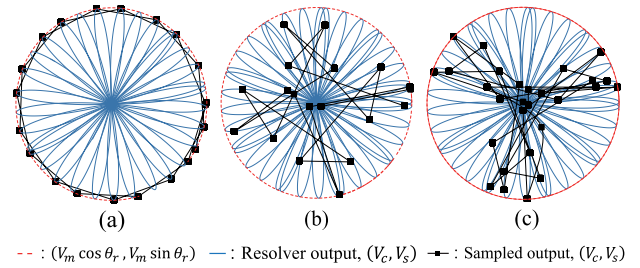 (a) (b) (c)
: (V_m cos θ_r , V_m sin θ_r) : Resolver output, (V_c, V_s) : Sampled output, (V_c, V_s)